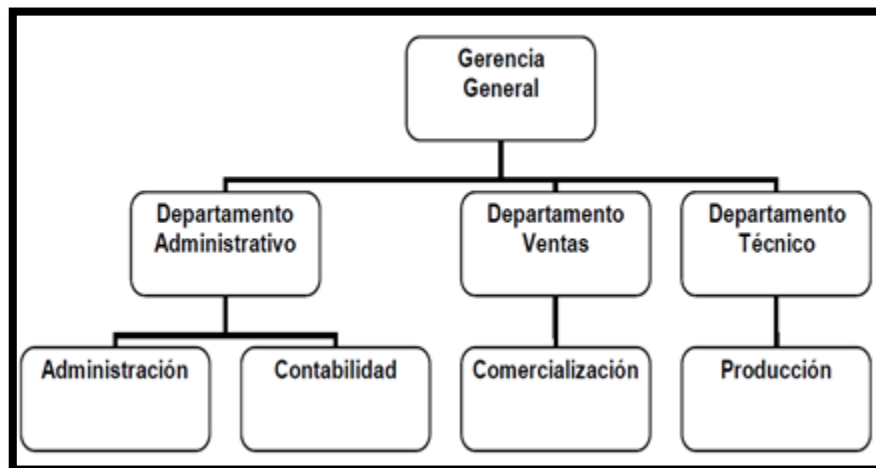 Gerencia
General
Departamento
Administrativo
Departamento
Ventas
Departamento
Técnico
Administración
Contabilidad
Comercialización
Producción